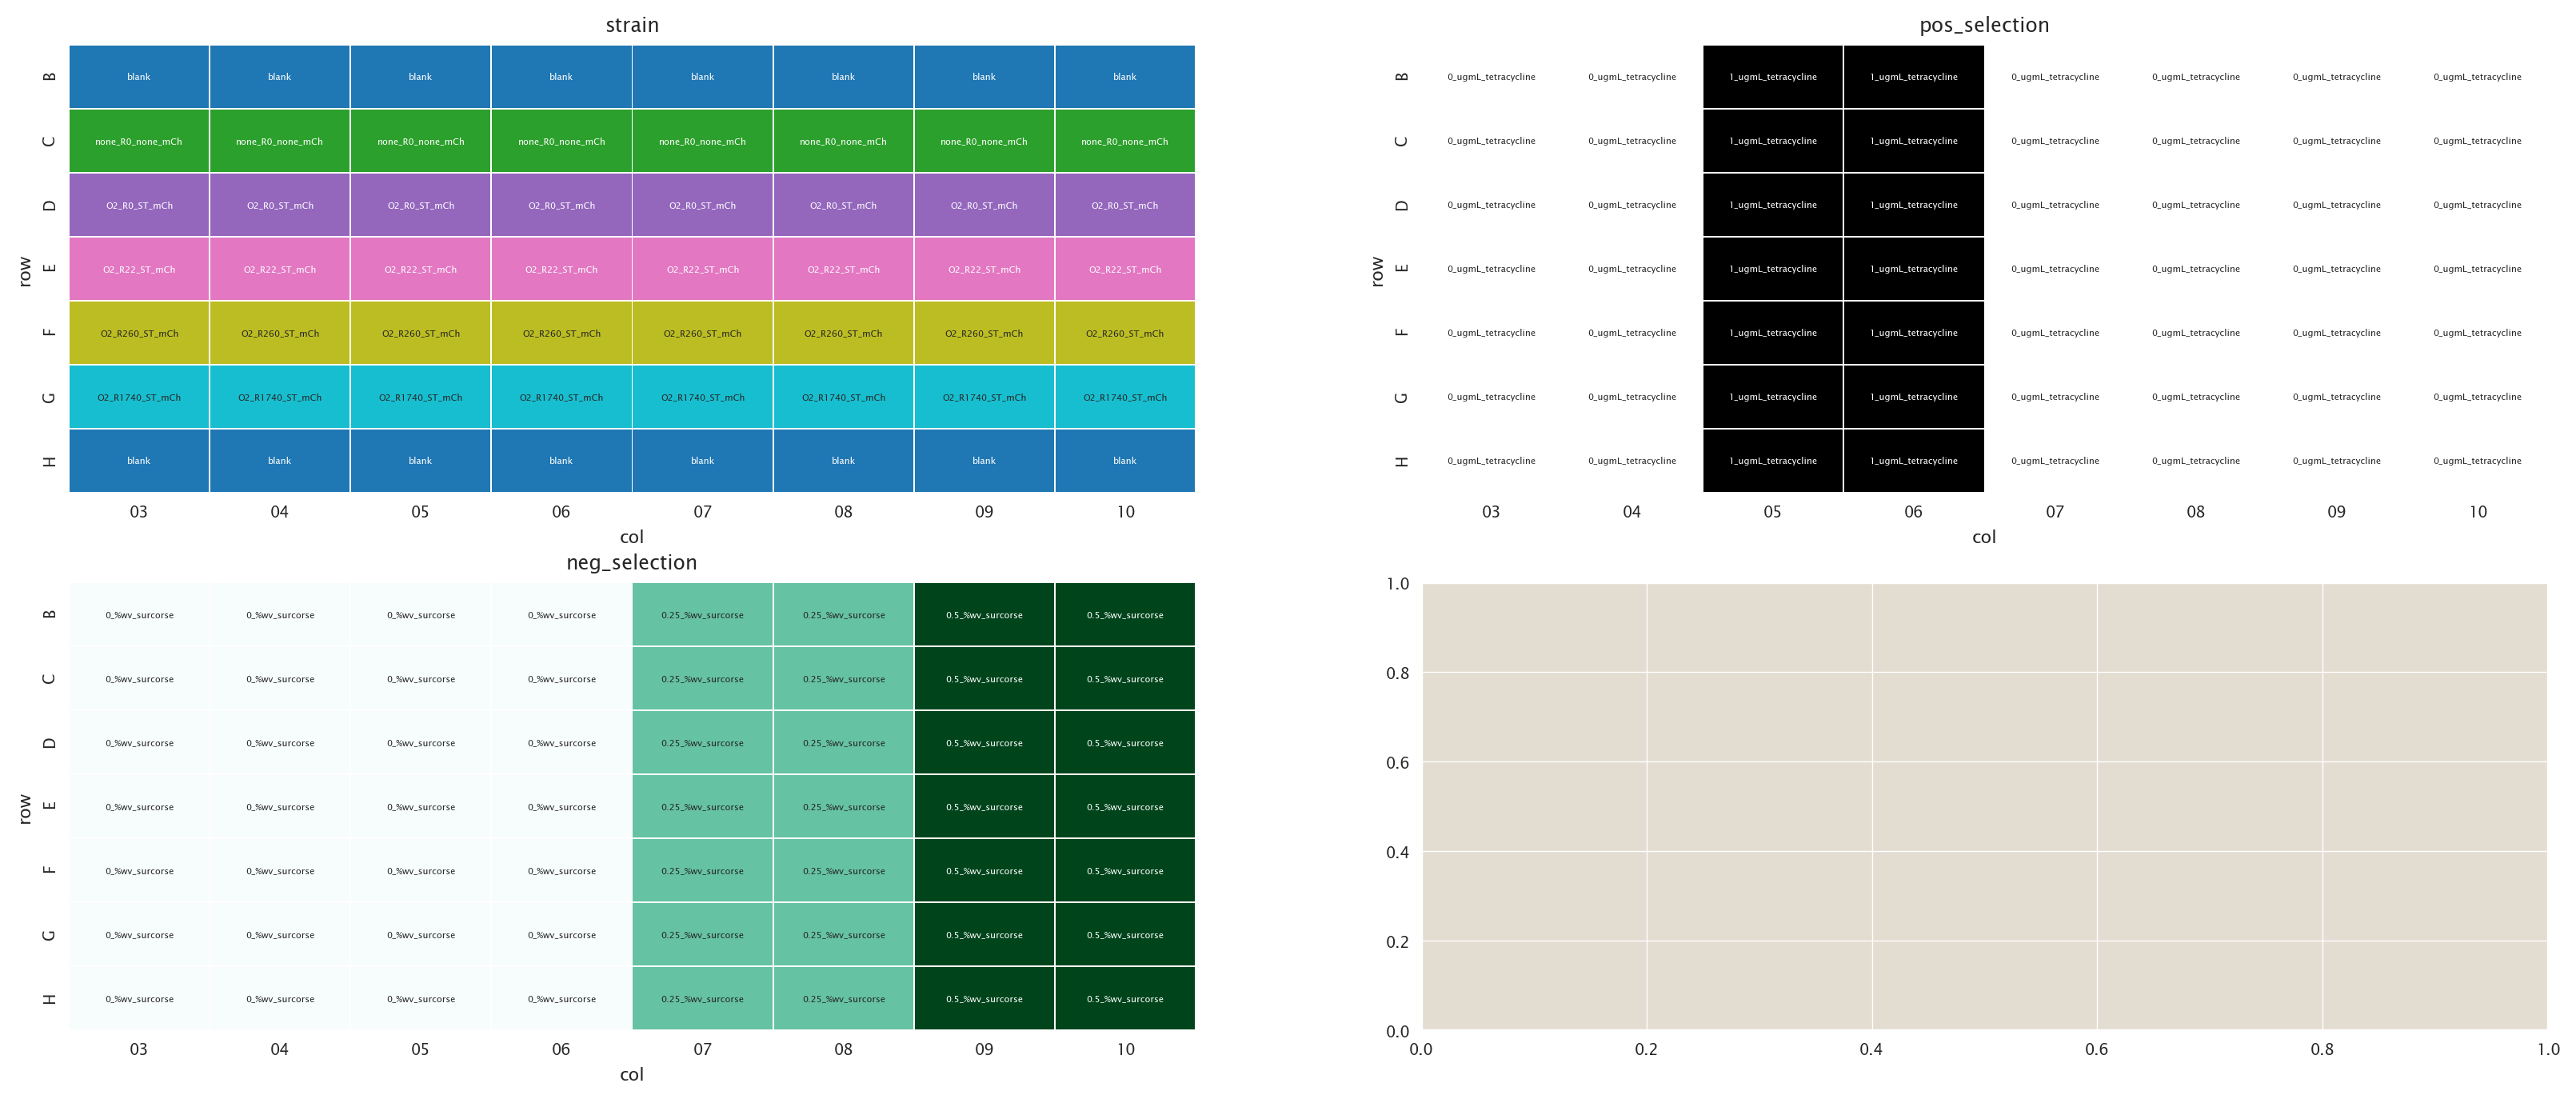 strain
B blank blank blank blank blank blank blank blank
C none_R0_none_mCh none_R0_none_mCh none_R0_none_mCh none_R0_none_mCh none_R0_none_mCh none_R0_none_mCh none_R0_none_mCh none_R0_none_mCh
D O2_R0_ST_mCh O2_R0_ST_mCh O2_R0_ST_mCh O2_R0_ST_mCh O2_R0_ST_mCh O2_R0_ST_mCh O2_R0_ST_mCh O2_R0_ST_mCh
E O2_R22_ST_mCh O2_R22_ST_mCh O2_R22_ST_mCh O2_R22_ST_mCh O2_R22_ST_mCh O2_R22_ST_mCh O2_R22_ST_mCh O2_R22_ST_mCh
row
F O2_R260_ST_mCh O2_R260_ST_mCh O2_R260_ST_mCh O2_R260_ST_mCh O2_R260_ST_mCh O2_R260_ST_mCh O2_R260_ST_mCh O2_R260_ST_mCh
G O2_R1740_ST_mCh O2_R1740_ST_mCh O2_R1740_ST_mCh O2_R1740_ST_mCh O2_R1740_ST_mCh O2_R1740_ST_mCh O2_R1740_ST_mCh O2_R1740_ST_mCh
H blank blank blank blank blank blank blank blank
03 04 05 06 07 08 09 10
col
pos_selection
B 0_ugmL_tetracycline 0_ugmL_tetracycline 1_ugmL_tetracycline 1_ugmL_tetracycline 0_ugmL_tetracycline 0_ugmL_tetracycline 0_ugmL_tetracycline 0_ugmL_tetracycline
C 0_ugmL_tetracycline 0_ugmL_tetracycline 1_ugmL_tetracycline 1_ugmL_tetracycline 0_ugmL_tetracycline 0_ugmL_tetracycline 0_ugmL_tetracycline 0_ugmL_tetracycline
D 0_ugmL_tetracycline 0_ugmL_tetracycline 1_ugmL_tetracycline 1_ugmL_tetracycline 0_ugmL_tetracycline 0_ugmL_tetracycline 0_ugmL_tetracycline 0_ugmL_tetracycline
E 0_ugmL_tetracycline 0_ugmL_tetracycline 1_ugmL_tetracycline 1_ugmL_tetracycline 0_ugmL_tetracycline 0_ugmL_tetracycline 0_ugmL_tetracycline 0_ugmL_tetracycline
row
F 0_ugmL_tetracycline 0_ugmL_tetracycline 1_ugmL_tetracycline 1_ugmL_tetracycline 0_ugmL_tetracycline 0_ugmL_tetracycline 0_ugmL_tetracycline 0_ugmL_tetracycline
G 0_ugmL_tetracycline 0_ugmL_tetracycline 1_ugmL_tetracycline 1_ugmL_tetracycline 0_ugmL_tetracycline 0_ugmL_tetracycline 0_ugmL_tetracycline 0_ugmL_tetracycline
H 0_ugmL_tetracycline 0_ugmL_tetracycline 1_ugmL_tetracycline 1_ugmL_tetracycline 0_ugmL_tetracycline 0_ugmL_tetracycline 0_ugmL_tetracycline 0_ugmL_tetracycline
03 04 05 06 07 08 09 10
col
neg_selection
B 0_%wv_surcorse 0_%wv_surcorse 0_%wv_surcorse 0_%wv_surcorse 0.25_%wv_surcorse 0.25_%wv_surcorse 0.5_%wv_surcorse 0.5_%wv_surcorse
C 0_%wv_surcorse 0_%wv_surcorse 0_%wv_surcorse 0_%wv_surcorse 0.25_%wv_surcorse 0.25_%wv_surcorse 0.5_%wv_surcorse 0.5_%wv_surcorse
D 0_%wv_surcorse 0_%wv_surcorse 0_%wv_surcorse 0_%wv_surcorse 0.25_%wv_surcorse 0.25_%wv_surcorse 0.5_%wv_surcorse 0.5_%wv_surcorse
E 0_%wv_surcorse 0_%wv_surcorse 0_%wv_surcorse 0_%wv_surcorse 0.25_%wv_surcorse 0.25_%wv_surcorse 0.5_%wv_surcorse 0.5_%wv_surcorse
row
F 0_%wv_surcorse 0_%wv_surcorse 0_%wv_surcorse 0_%wv_surcorse 0.25_%wv_surcorse 0.25_%wv_surcorse 0.5_%wv_surcorse 0.5_%wv_surcorse
G 0_%wv_surcorse 0_%wv_surcorse 0_%wv_surcorse 0_%wv_surcorse 0.25_%wv_surcorse 0.25_%wv_surcorse 0.5_%wv_surcorse 0.5_%wv_surcorse
H 0_%wv_surcorse 0_%wv_surcorse 0_%wv_surcorse 0_%wv_surcorse 0.25_%wv_surcorse 0.25_%wv_surcorse 0.5_%wv_surcorse 0.5_%wv_surcorse
03 04 05 06 07 08 09 10
col
1.0
0.8
0.6
0.4
0.2
0.0
0.0 0.2 0.4 0.6 0.8 1.0